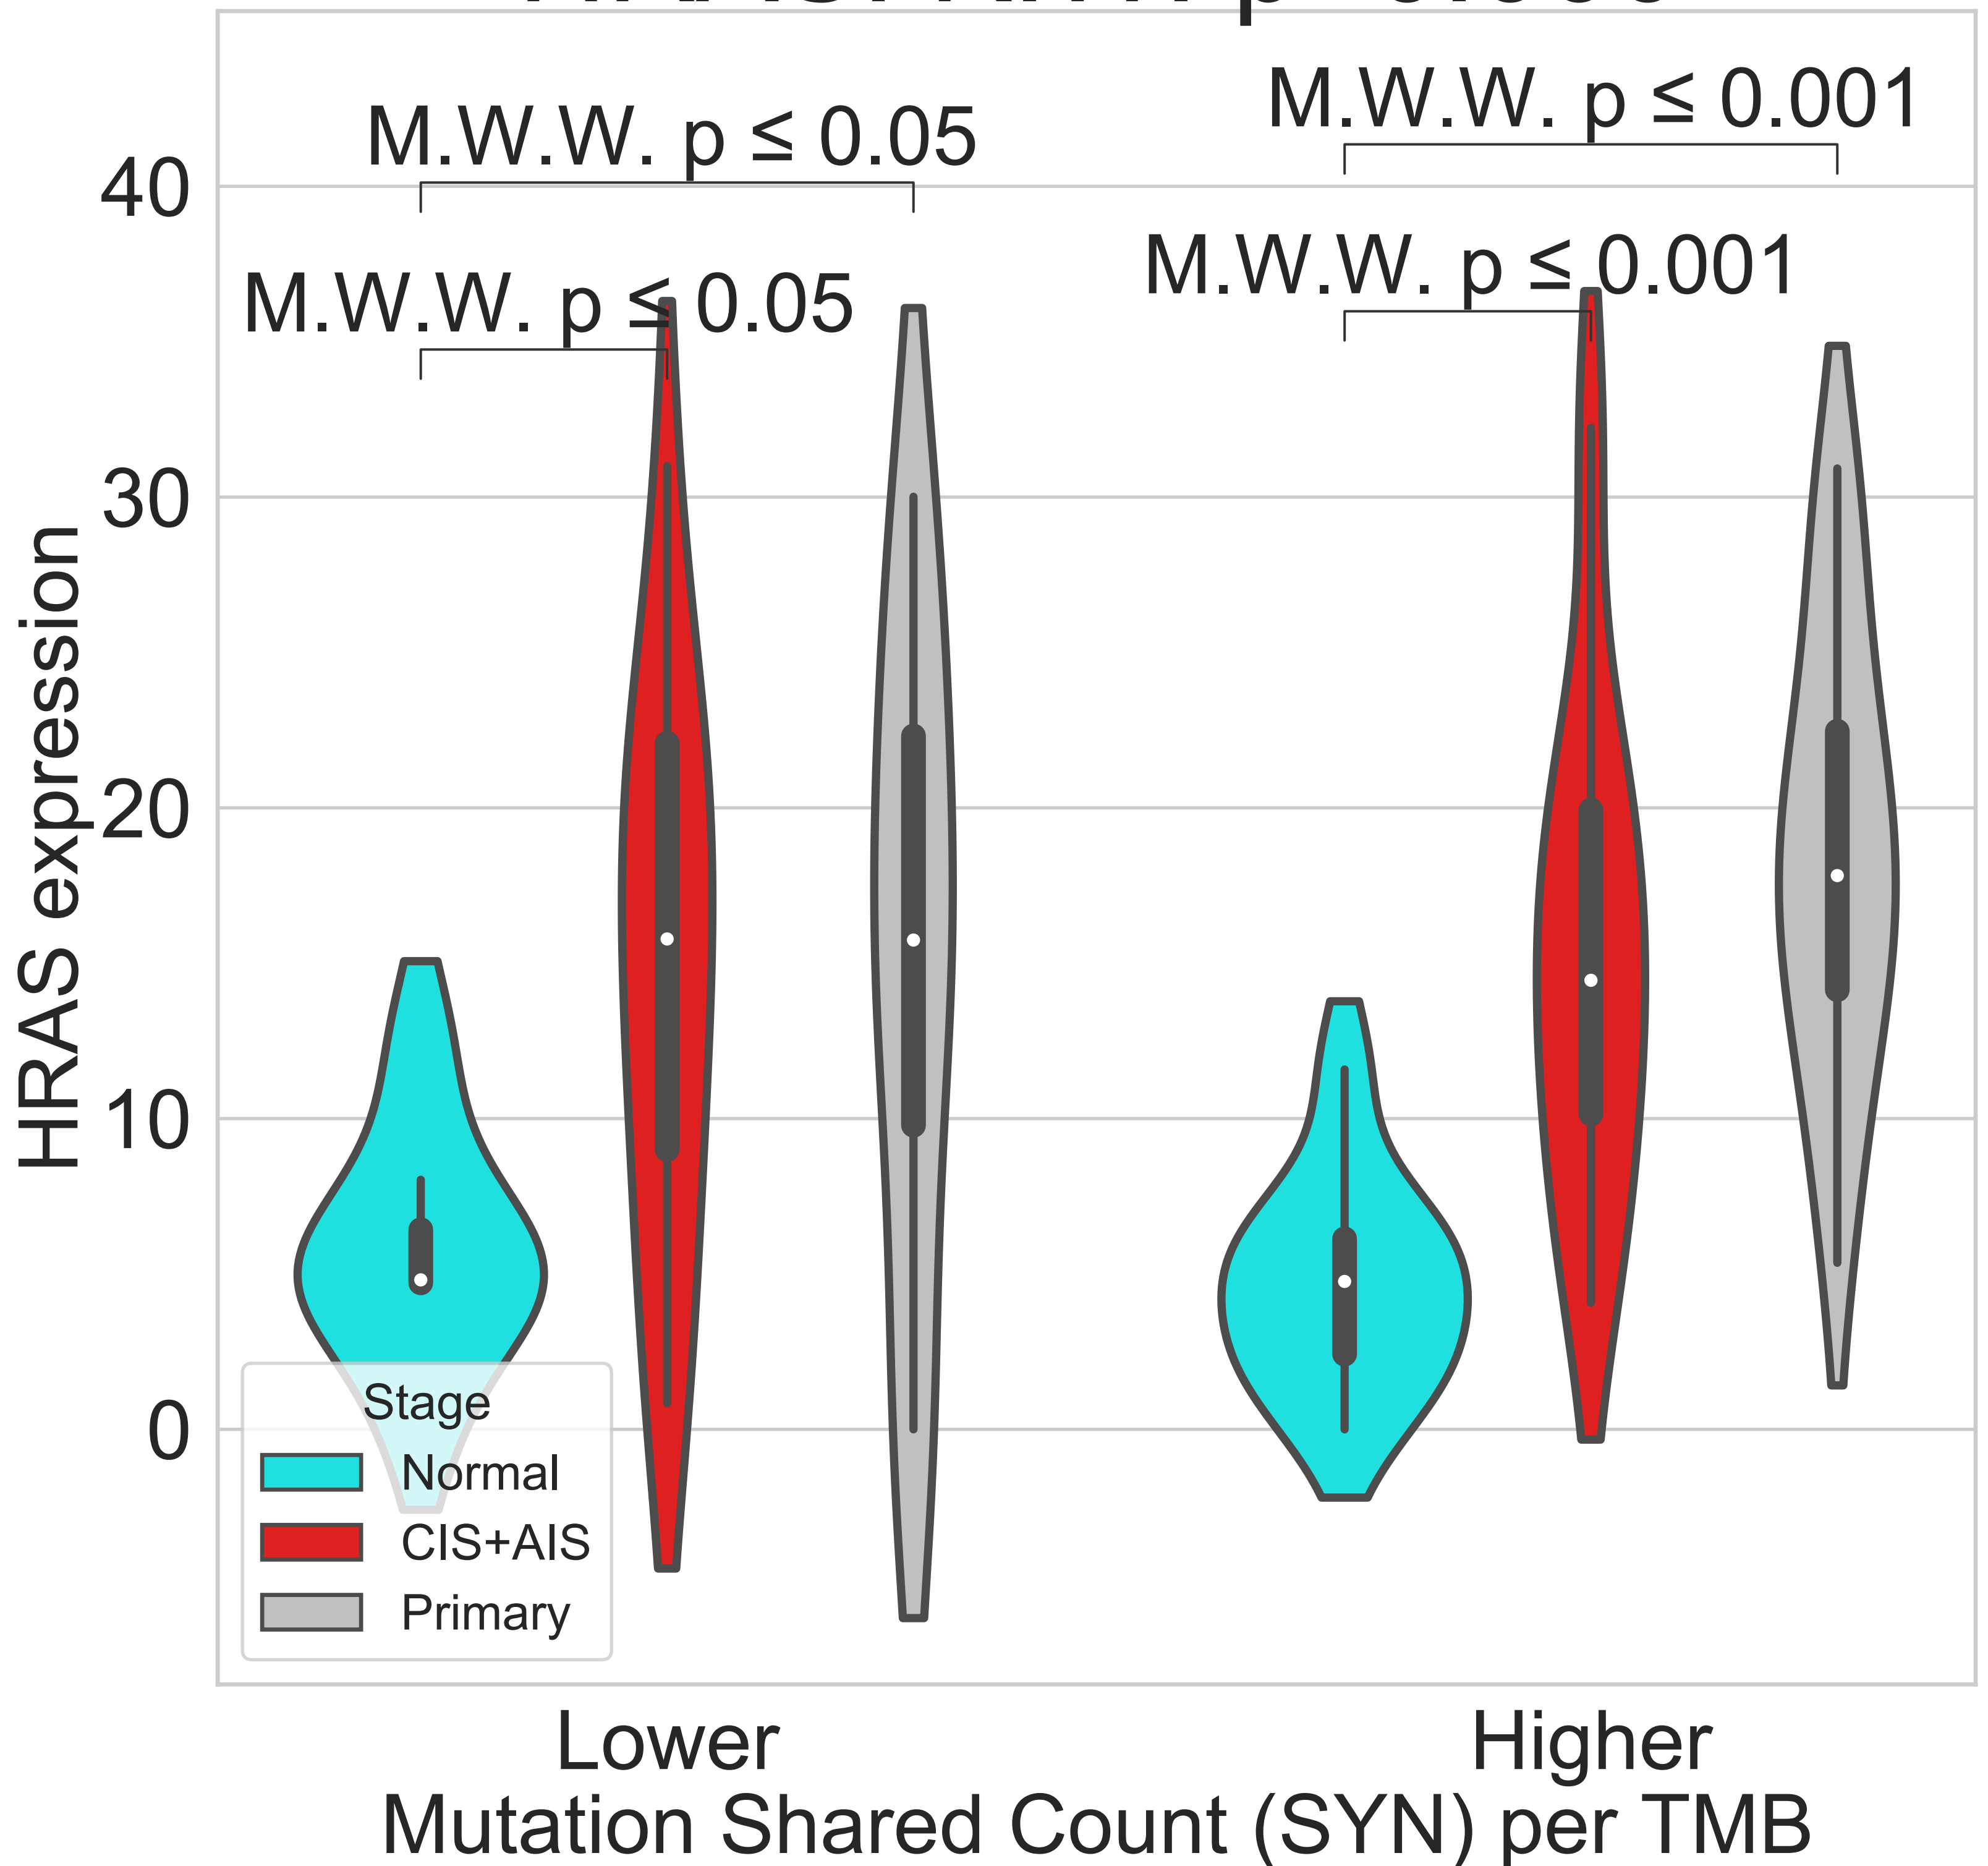 M.W.W. p ≤ 0.05
M.W.W. p ≤ 0.001
M.W.W. p ≤ 0.05
M.W.W. p ≤ 0.001
40
30
20
10
0
HRAS expression
Stage
Normal
CIS+AIS
Primary
Lower
Higher
Mutation Shared Count (SYN) per TMB